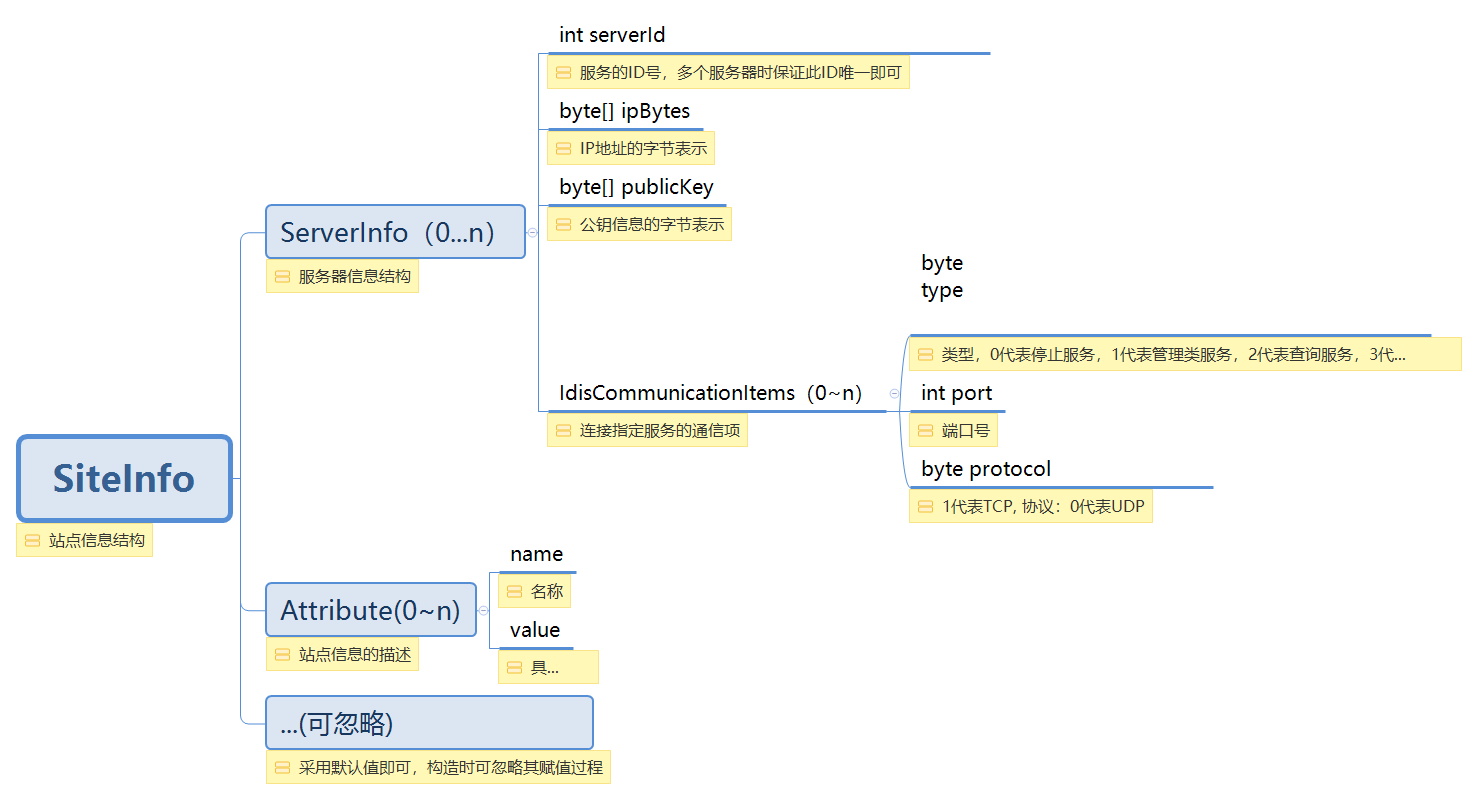 SiteInfo
站点信息结构
ServerInfo（0...n）
服务器信息结构
int serverId
服务的ID号，多个服务器时保证此ID唯一即可
byte[] ipBytes
IP地址的字节表示
byte[] publicKey
公钥信息的字节表示
IdisCommunicationItems（0~n）
连接指定服务的通信项
byte
type
类型，0代表停止服务，1代表管理类服务，2代表查询服务，3代...
int port
端口号
byte protocol
1代表TCP, 协议：0代表UDP
Attribute(0~n)
站点信息的描述
name
名称
value
具...
...(可忽略)
采用默认值即可，构造时可忽略其赋值过程